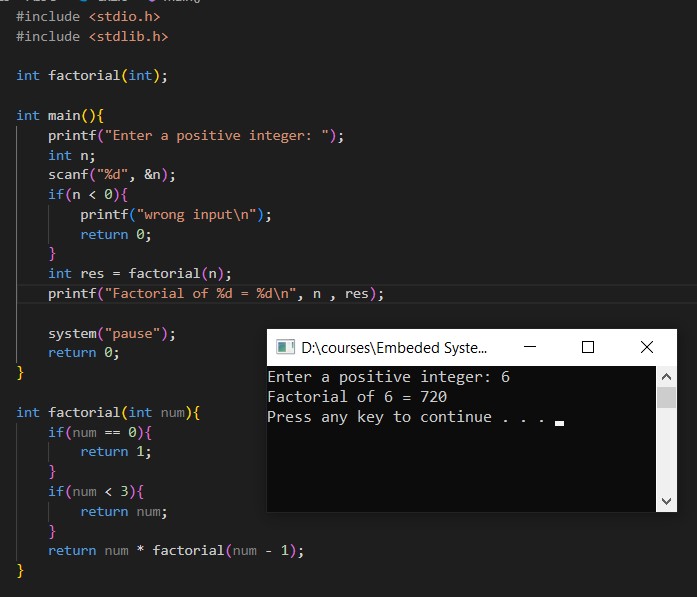 #include <stdio.h>
#include <stdlib.h>
int factorial(int);
int main(){
printf("Enter a positive integer: ");
int n;
scanf("%d", &n);
if(n < 0){
printf("wrong input\n");
return 0;
}
int res = factorial(n);
printf("Factorial of %d = %d\n", n , res);
system("pause");
return 0;
}
int factorial(int num){
if(num == 0){
return 1;
}
if(num < 3){
return num;
}
return num * factorial(num - 1);
}
D:\courses\Embeded Syste...
Enter a positive integer: 6
Factorial of 6 = 720
Press any key to continue . . .